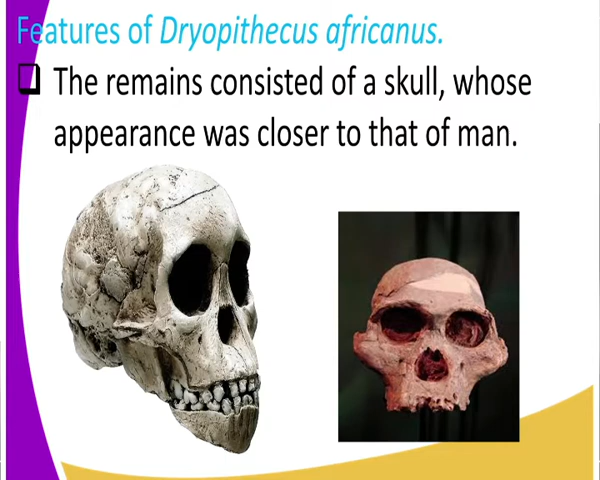 Features of Dryopithecus africanus.
The remains consisted of a skull, whose
appearance was closer to that of man.